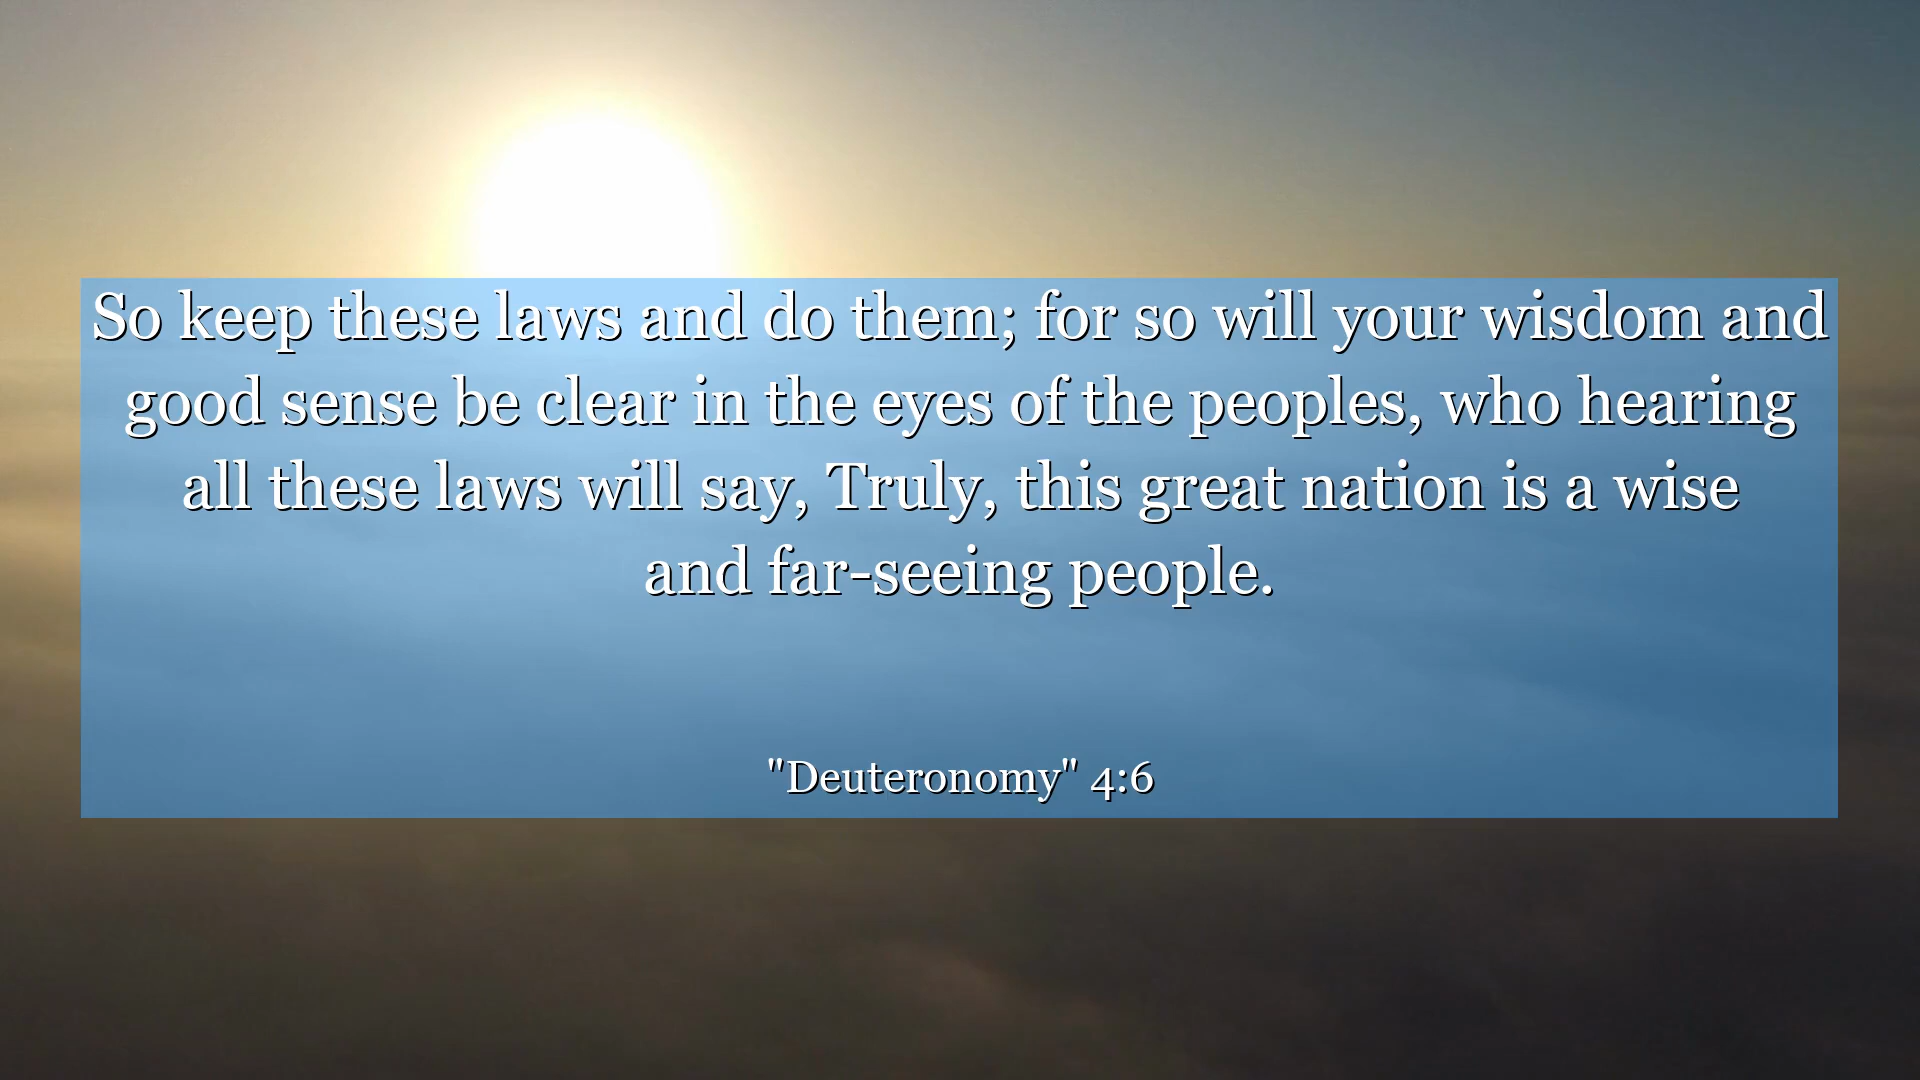 So keep these laws and do them; for so will your wisdom and
good sense be clear in the eyes of the peoples, who hearing
all these laws will say, Truly, this great nation is a wise
and far-seeing people.
"Deuteronomy" 4:6